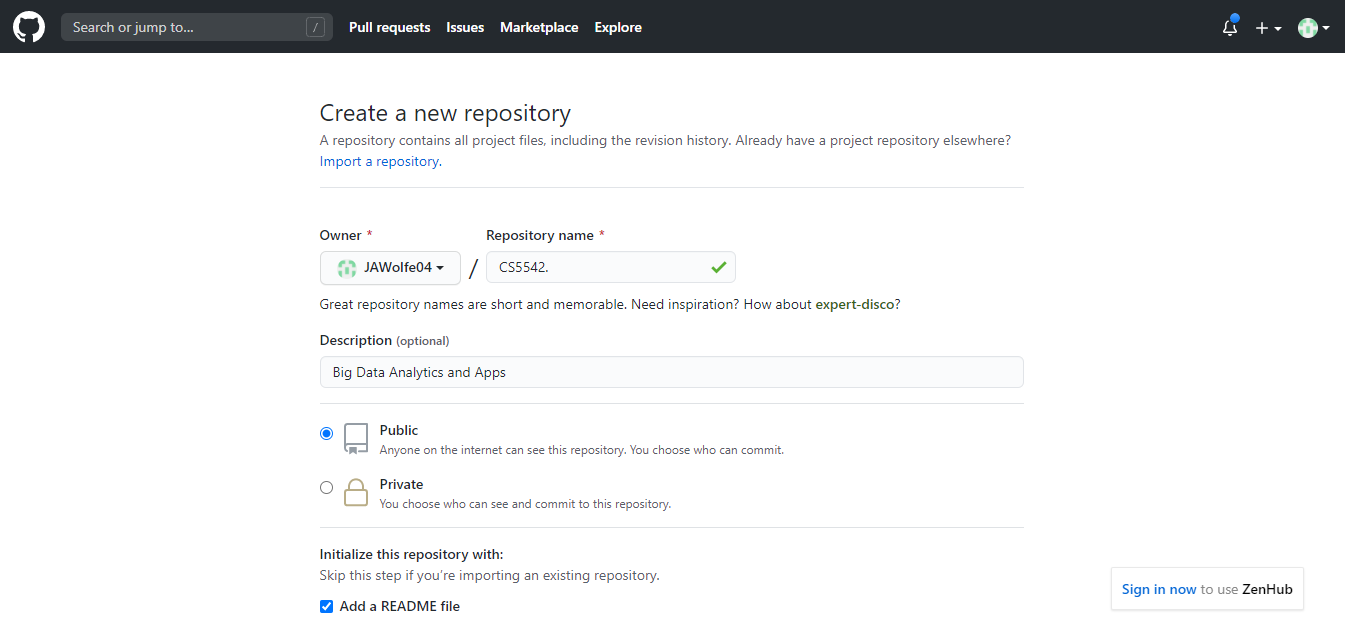 Search or jump to... /
Pull requests Issues Marketplace Explore
Create a new repository
A repository contains all project files, including the revision history. Already have a project repository elsewhere?
Import a repository.
Owner * Repository name *
JAWolfe04 / CS5542.
Great repository names are short and memorable. Need inspiration? How about expert-disco?
Description (optional)
Big Data Analytics and Apps
Public
Anyone on the internet can see this repository. You choose who can commit.
Private
You choose who can see and commit to this repository.
Initialize this repository with:
Skip this step if you’re importing an existing repository.
Sign in now to use ZenHub
Add a README file